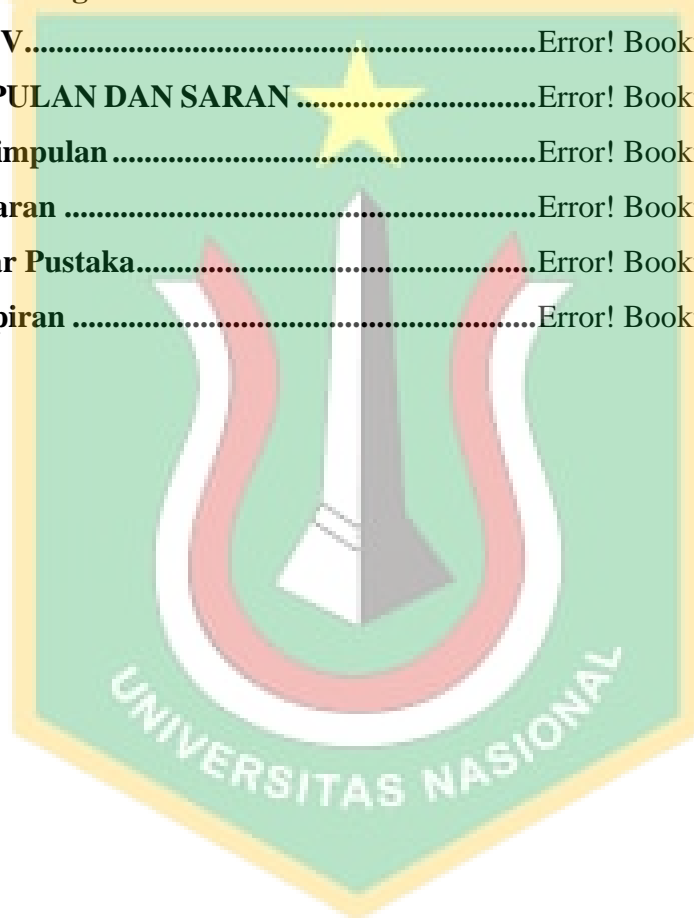 V............................................................Error! Book
PULAN DAN SARAN ............................Error! Book
impulan ..................................................Error! Book
aran ........................................................Error! Book
ar Pustaka...............................................Error! Book
piran .......................................................Error! Book
UNIVERSITAS NASIONAL